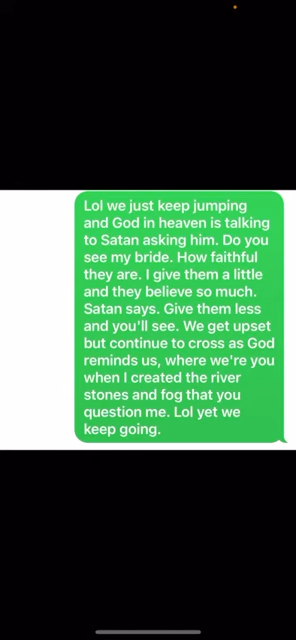 Lol we just keep jumping
and God in heaven is talking
to Satan asking him. Do you
see my bride. How faithful
they are. I give them a little
and they believe so much.
Satan says. Give them less
and you'll see. We get upset
but continue to cross as God
reminds us, where we're you
when I created the river
stones and fog that you
question me. Lol yet we
keep going.